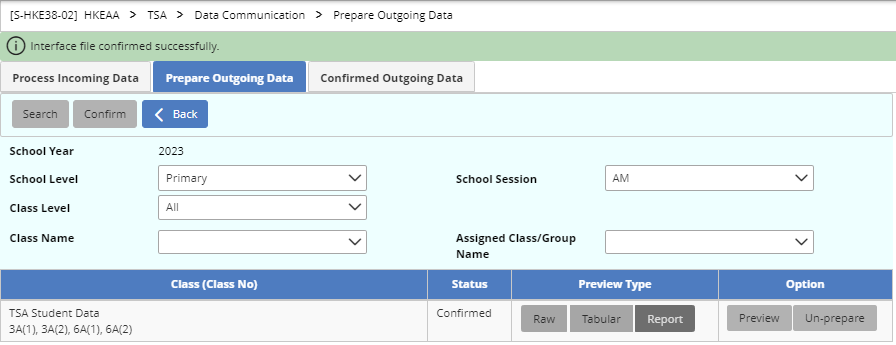 [S-HKE38-02] HKEAA > TSA > Data Communication > Prepare Outgoing Data
Interface file confirmed successfully.
Process Incoming Data Prepare Outgoing Data Confirmed Outgoing Data
Search Confirm Back
School Year 2023
School Level Primary School Session AM
Class Level All
Class Name Assigned Class/Group
Name
Class (Class No) Status Preview Type Option
TSA Student Data Confirmed Raw Tabular Report Preview Un-prepare
3A(1), 3A(2), 6A(1), 6A(2)